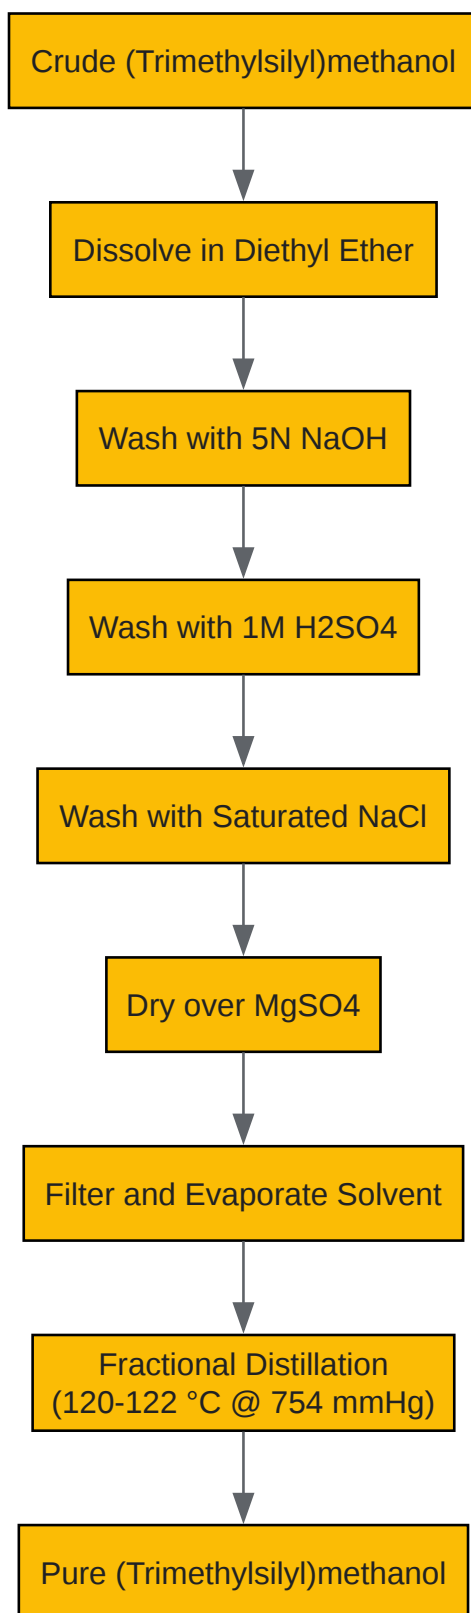 Crude (Trimethylsilyl)methanol
Dissolve in Diethyl Ether
Wash with 5N NaOH
Wash with 1M H2SO4
Wash with Saturated NaCl
Dry over MgSO4
Filter and Evaporate Solvent
Fractional Distillation
(120-122 °C @ 754 mmHg)
Pure (Trimethylsilyl)methanol